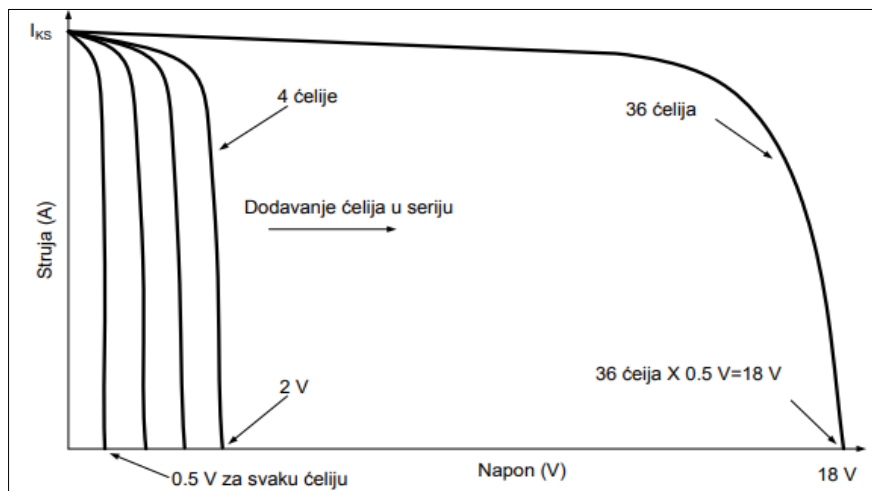 I_KS
4 ćelije
36 ćelija
Dodavanje ćelija u seriju
Struja (A)
36 ćeija X 0.5 V=18 V
2 V
0.5 V za svaku ćeliju
Napon (V)
18 V